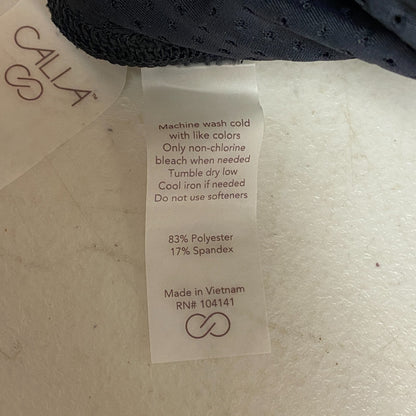 CALIA™
Machine wash cold
with like colors
Only non-chlorine
bleach when needed
Tumble dry low
Cool iron if needed
Do not use softeners
83% Polyester
17% Spandex
Made in Vietnam
RN# 104141